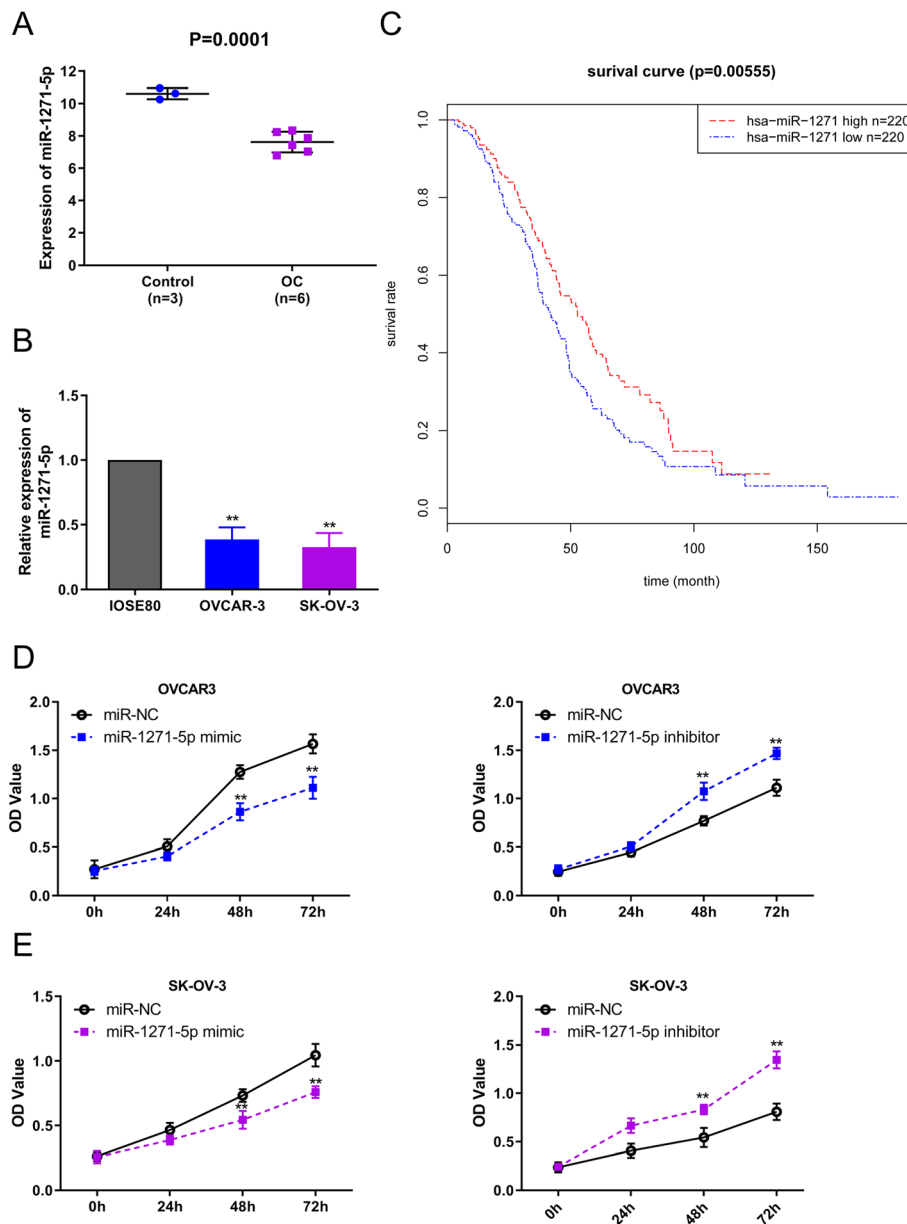 A
P=0.0001
Expression of miR-1271-5p
12
10
8
6
4
2
0
Control
(n=3)
OC
(n=6)
B
Relative expression of
miR-1271-5p
1.5
1.0
0.5
0.0
**
**
IOSE80
OVCAR-3
SK-OV-3
C
surival curve (p=0.00555)
hsa−miR−1271 high n=220
hsa−miR−1271 low n=220
surival rate
1.0
0.8
0.6
0.4
0.2
0.0
0
50
100
150
time (month)
D
OVCAR3
miR-NC
miR-1271-5p mimic
OD Value
2.0
1.5
1.0
0.5
0.0
**
**
0h
24h
48h
72h
OVCAR3
miR-NC
miR-1271-5p inhibitor
OD Value
2.0
1.5
1.0
0.5
0.0
**
**
0h
24h
48h
72h
E
SK-OV-3
miR-NC
miR-1271-5p mimic
OD Value
1.5
1.0
0.5
0.0
**
**
0h
24h
48h
72h
SK-OV-3
miR-NC
miR-1271-5p inhibitor
OD Value
2.0
1.5
1.0
0.5
0.0
**
**
0h
24h
48h
72h